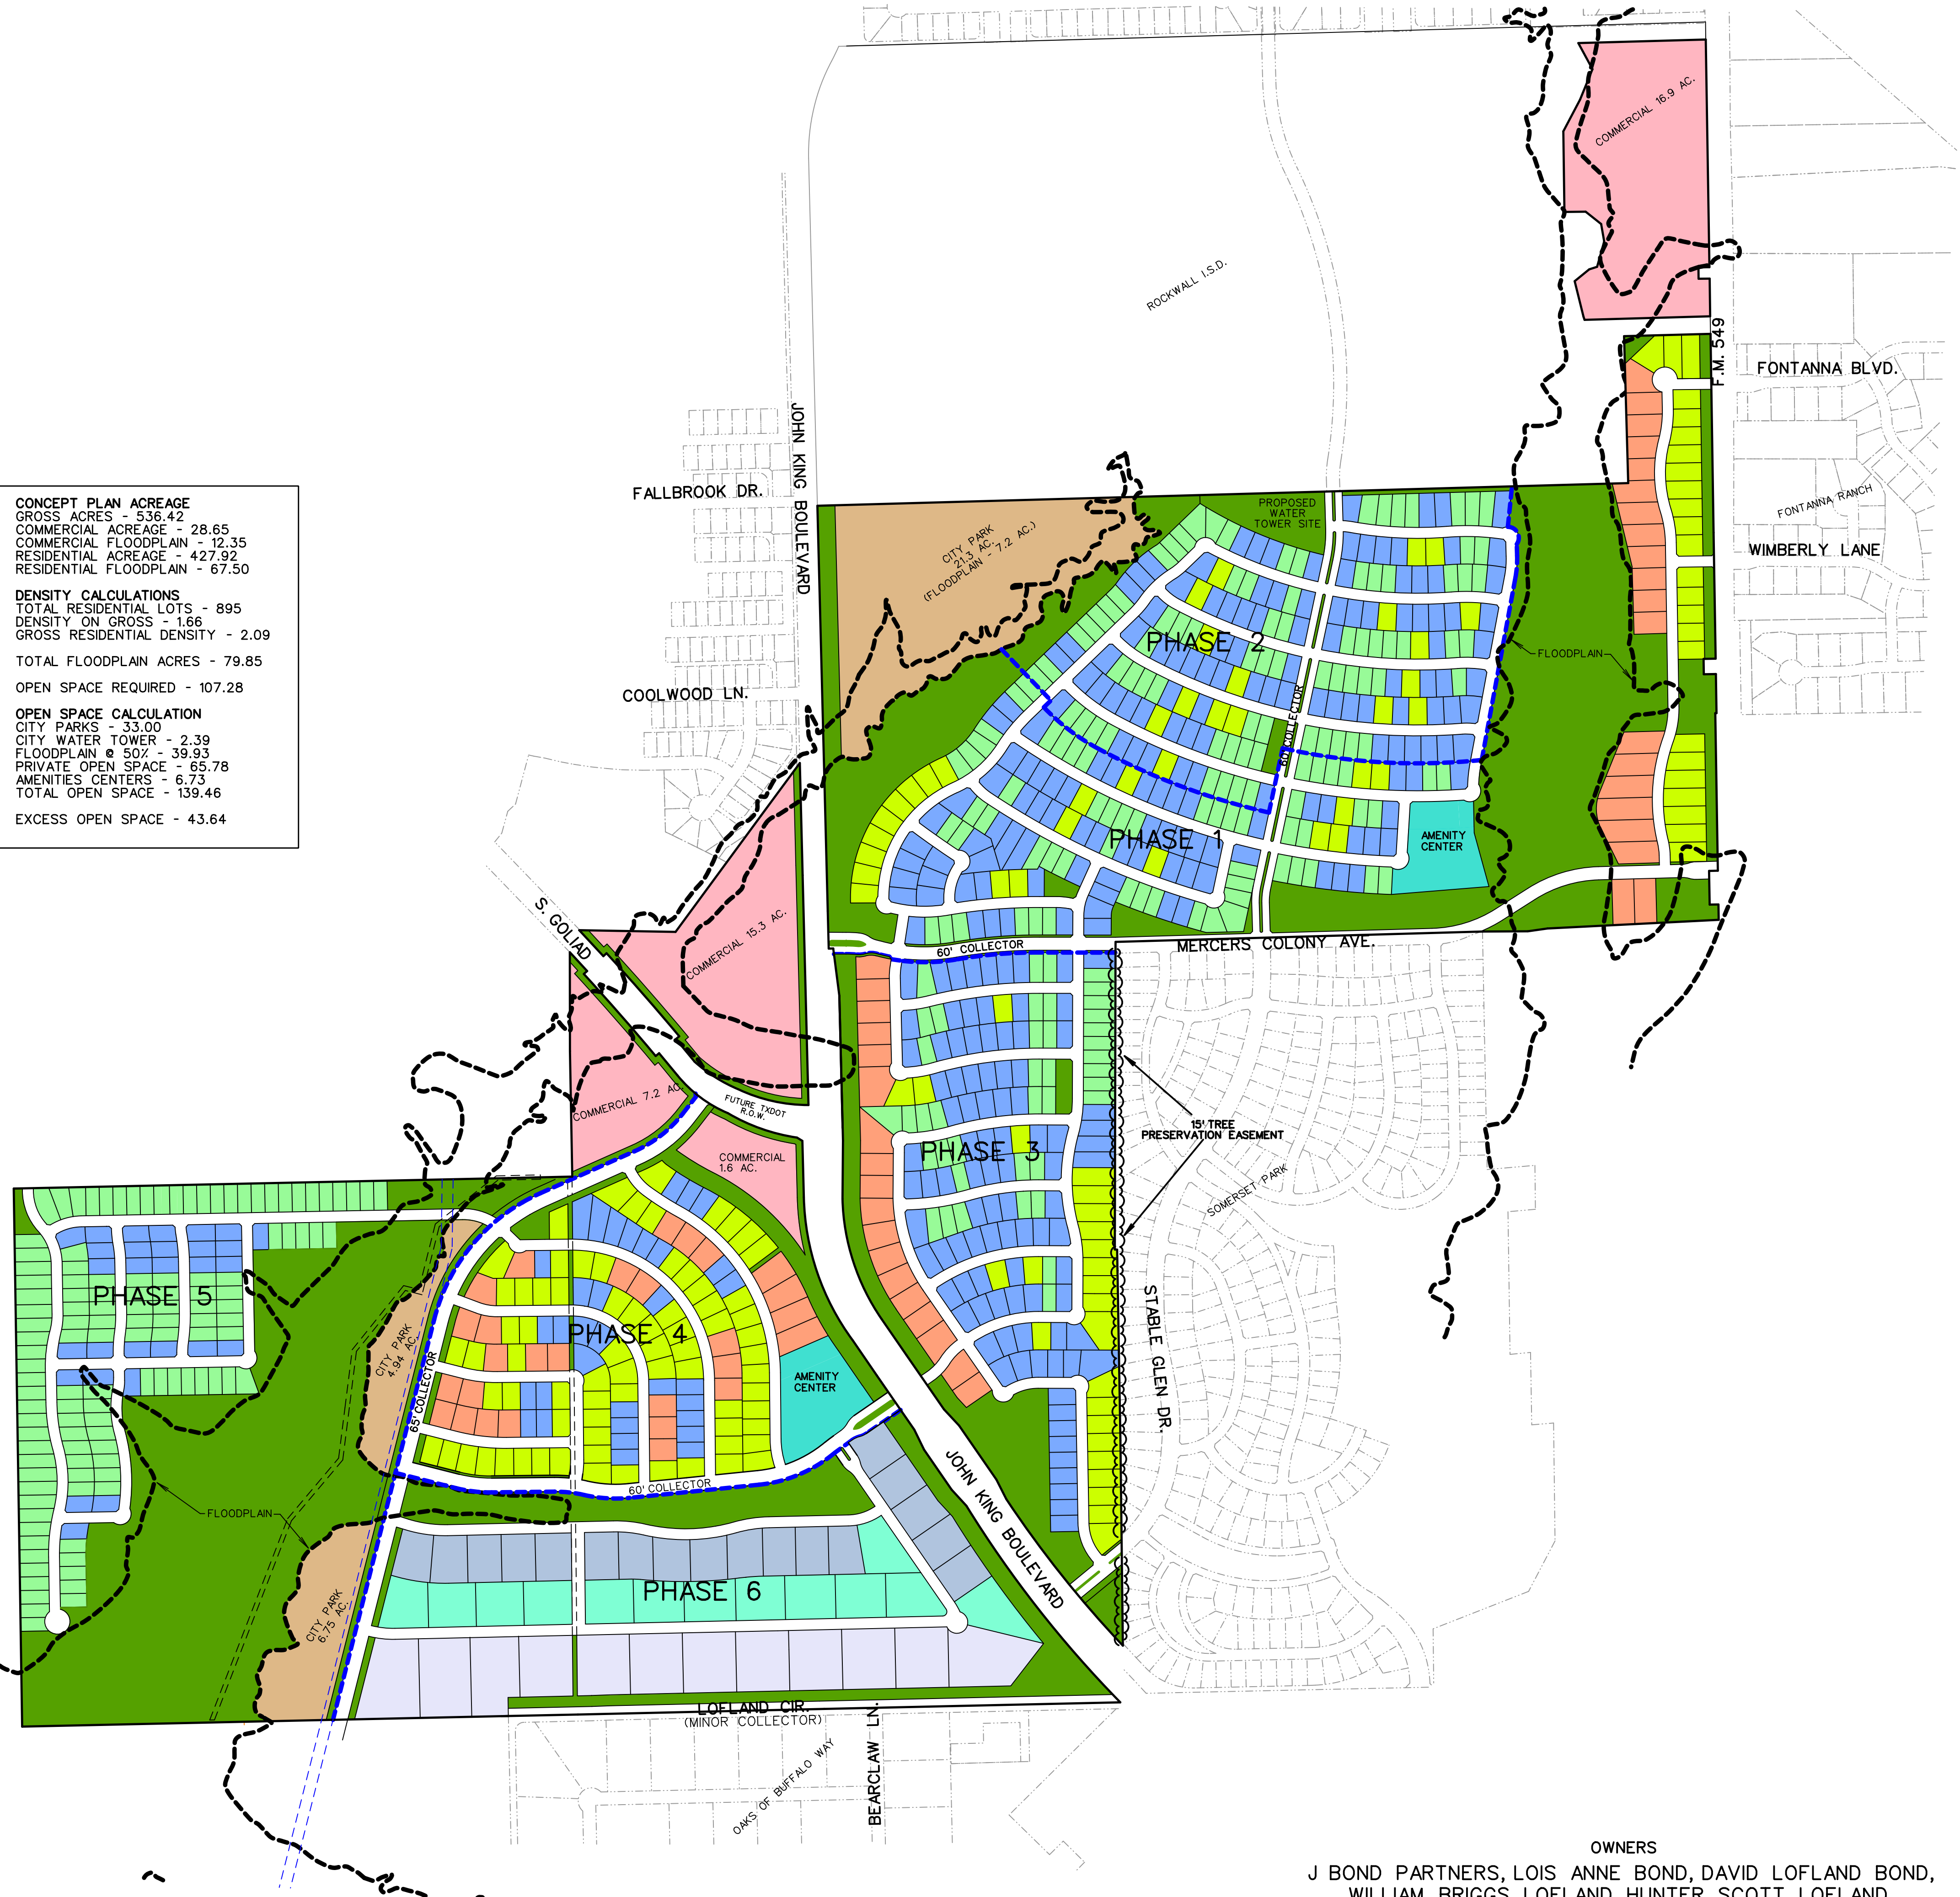 CONCEPT PLAN ACREAGE
GROSS ACRES - 536.42
COMMERCIAL ACREAGE - 28.65
COMMERCIAL FLOODPLAIN - 12.35
RESIDENTIAL ACREAGE - 427.92
RESIDENTIAL FLOODPLAIN - 67.50
DENSITY CALCULATIONS
TOTAL RESIDENTIAL LOTS - 895
DENSITY ON GROSS - 1.66
GROSS RESIDENTIAL DENSITY - 2.09
TOTAL FLOODPLAIN ACRES - 79.85
OPEN SPACE REQUIRED - 107.28
OPEN SPACE CALCULATION
CITY PARKS - 33.00
CITY WATER TOWER - 2.39
FLOODPLAIN @ 50% - 39.93
PRIVATE OPEN SPACE - 65.78
AMENITIES CENTERS - 6.73
TOTAL OPEN SPACE - 139.46
EXCESS OPEN SPACE - 43.64
COMMERCIAL 16.9 AC.
ROCKWALL I.S.D.
F.M. 549
FONTANNA BLVD.
FONTANNA RANCH
WIMBERLY LANE
JOHN KING BOULEVARD
FALLBROOK DR.
COOLWOOD LN.
CITY PARK
21.3 AC.
(FLOODPLAIN - 7.2 AC.)
PROPOSED
WATER
TOWER SITE
PHASE 2
FLOODPLAIN
60' COLLECTOR
PHASE 1
AMENITY
CENTER
S. GOLIAD
COMMERCIAL 15.3 AC.
60' COLLECTOR
MERCERS COLONY AVE.
COMMERCIAL 7.2 AC.
FUTURE TXDOT
R.O.W.
COMMERCIAL
1.6 AC.
PHASE 3
15' TREE
PRESERVATION EASEMENT
SOMERSET PARK
STABLE GLEN DR.
PHASE 5
CITY PARK
4.94 AC.
65' COLLECTOR
PHASE 4
AMENITY
CENTER
60' COLLECTOR
JOHN KING BOULEVARD
FLOODPLAIN
CITY PARK
6.75 AC.
PHASE 6
LOFLAND CIR.
(MINOR COLLECTOR)
BEARCLAW LN.
OAKS OF BUFFALO WAY
OWNERS
J BOND PARTNERS, LOIS ANNE BOND, DAVID LOFLAND BOND,
WILLIAM BRIGGS LOFLAND, HUNTER SCOTT LOFLAND